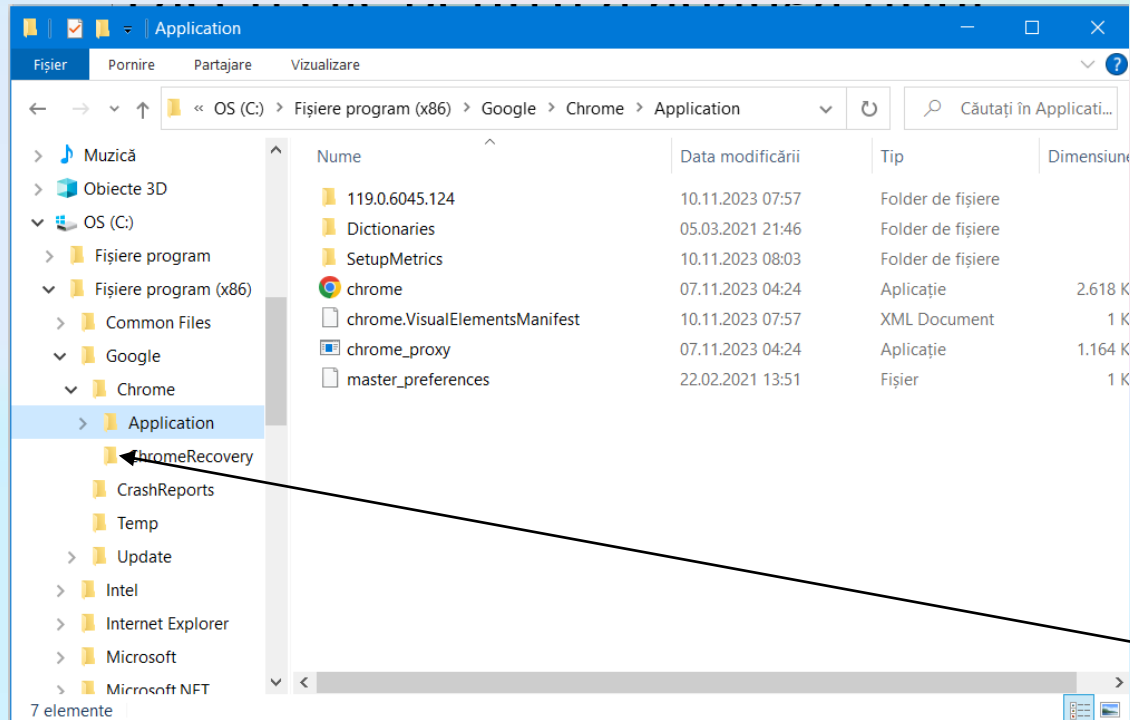 Application
Fișier Pornire Partajare Vizualizare
« OS (C:) > Fișiere program (x86) > Google > Chrome > Application Căutați în Applicati...
Muzică
Obiecte 3D
OS (C:)
Fișiere program
Fișiere program (x86)
Common Files
Google
Chrome
Application
ChromeRecovery
CrashReports
Temp
Update
Intel
Internet Explorer
Microsoft
Microsoft.NET
Nume Data modificării Tip Dimensiune
119.0.6045.124 10.11.2023 07:57 Folder de fișiere
Dictionaries 05.03.2021 21:46 Folder de fișiere
SetupMetrics 10.11.2023 08:03 Folder de fișiere
chrome 07.11.2023 04:24 Aplicație 2.618 K
chrome.VisualElementsManifest 10.11.2023 07:57 XML Document 1 K
chrome_proxy 07.11.2023 04:24 Aplicație 1.164 K
master_preferences 22.02.2021 13:51 Fișier 1 K
7 elemente